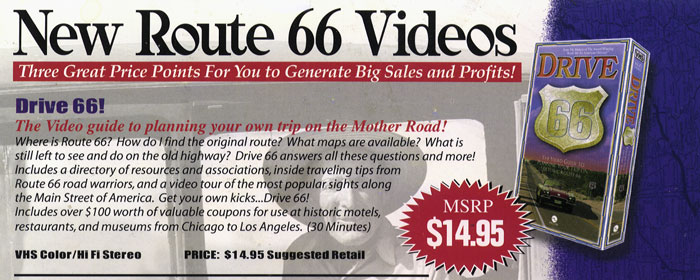 New Route 66 Videos
Three Great Price Points For You to Generate Big Sales and Profits!
Drive 66!
The Video guide to planning your own trip on the Mother Road!
Where is Route 66? How do I find the original route? What maps are available? What is
still left to see and do on the old highway? Drive 66 answers all these questions and more!
Includes a directory of resources and associations, inside traveling tips from
Route 66 road warriors, and a video tour of the most popular sights along
the Main Street of America. Get your own kicks...Drive 66!
Includes over $100 worth of valuable coupons for use at historic motels,
restaurants, and museums from Chicago to Los Angeles. (30 Minutes)
VHS Color/Hi Fi Stereo PRICE: $14.95 Suggested Retail
MSRP
$14.95
DRIVE
66
DRIVE